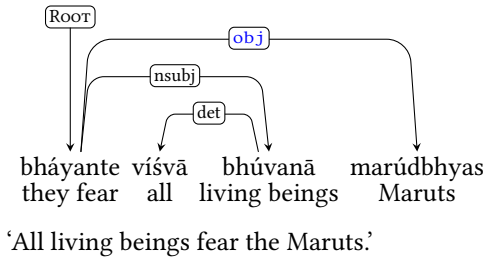 ROOT
obj
nsubj
det
bháyante víśvā bhúvanā marúdbhyas
they fear all living beings Maruts
‘All living beings fear the Maruts.’